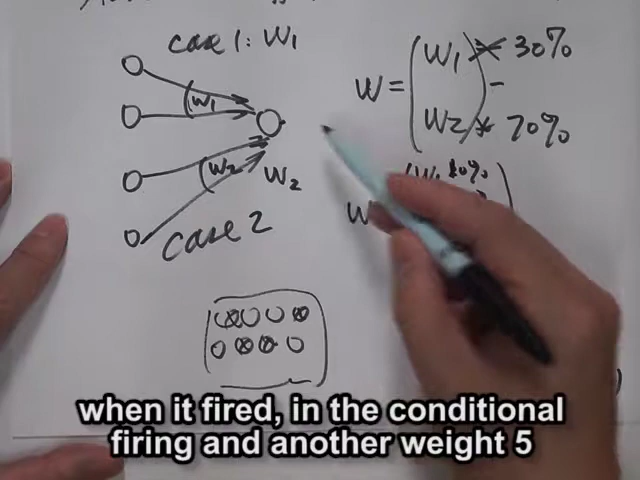 case 1: W1
W1
W2
W2
case 2
W = (W1 * 30% -
W2 * 70%)
when it fired, in the conditional
firing and another weight 5